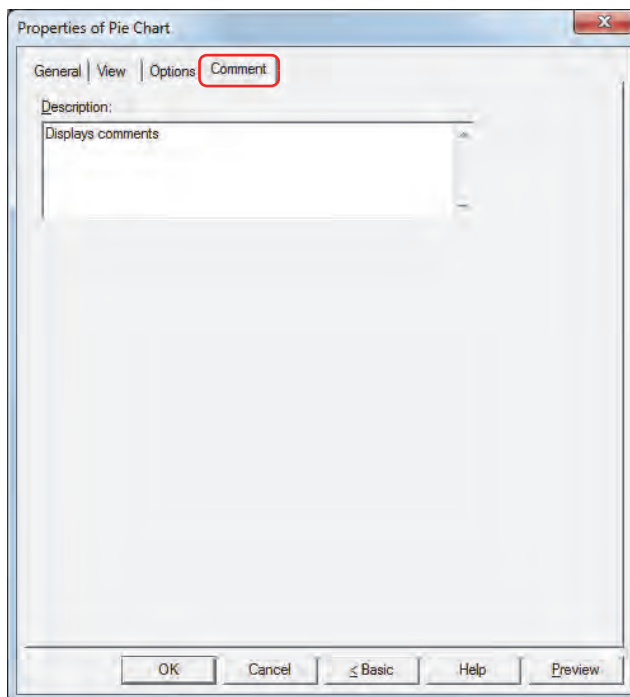 Properties of Pie Chart
X
General View Options Comment
Description:
Displays comments
OK Cancel < Basic Help Preview